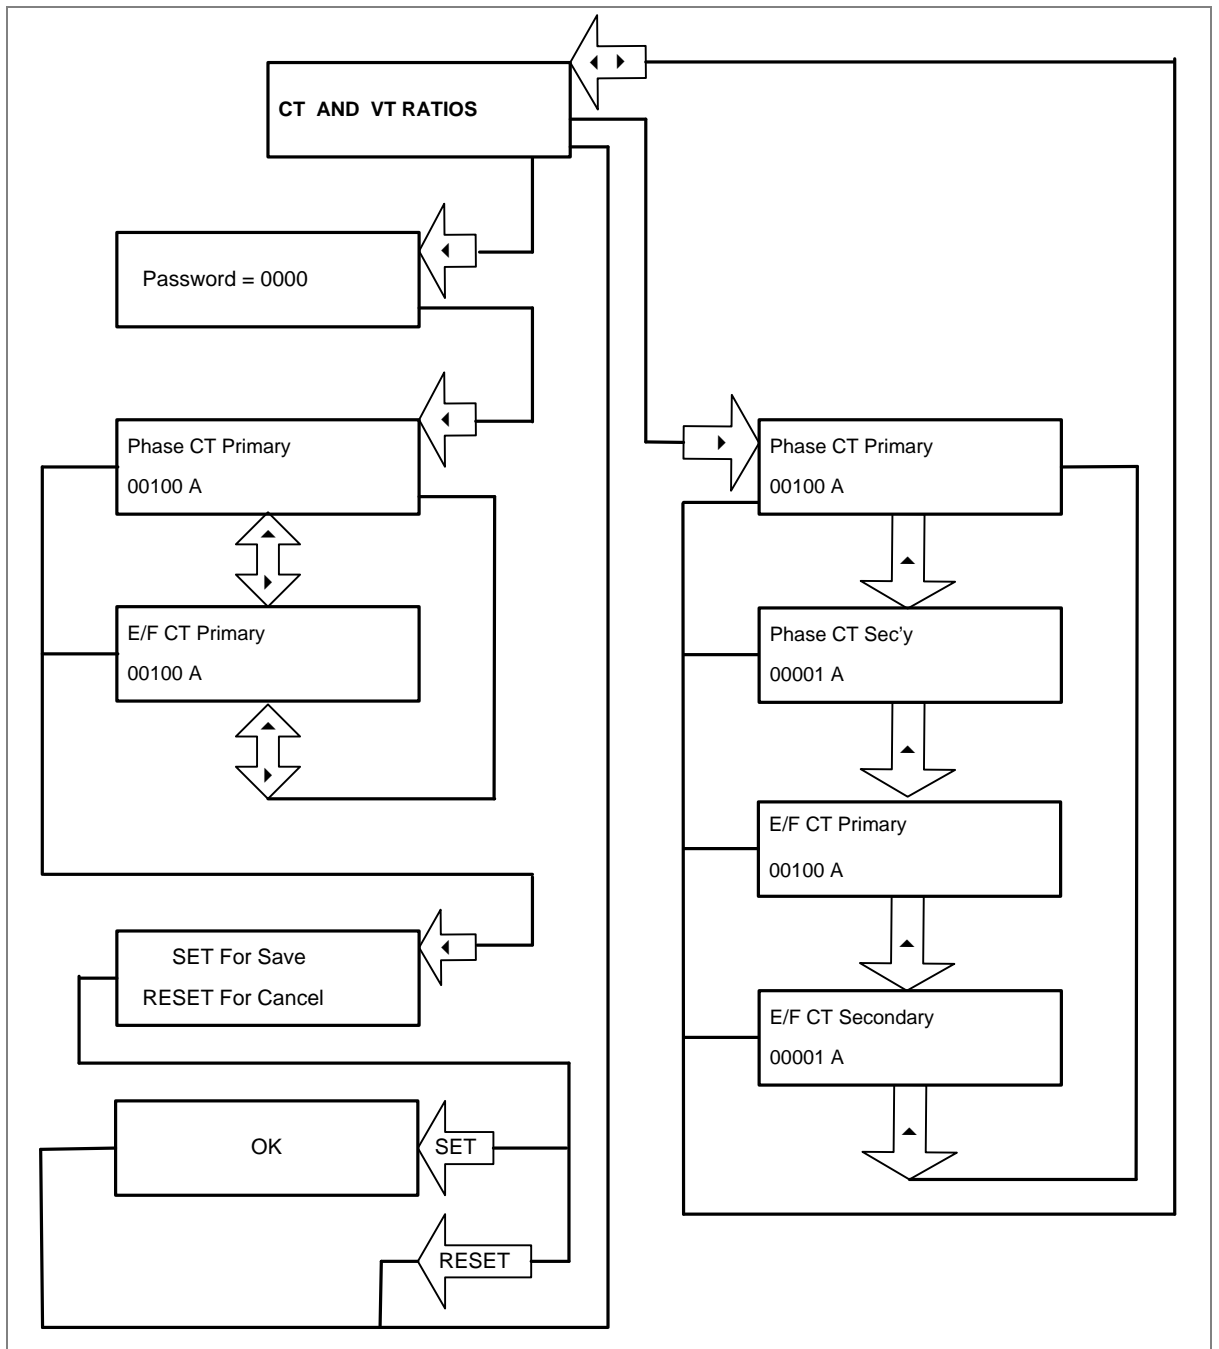 CT AND VT RATIOS
Password = 0000
Phase CT Primary
00100 A
E/F CT Primary
00100 A
SET For Save
RESET For Cancel
OK
SET
RESET
Phase CT Primary
00100 A
Phase CT Sec’y
00001 A
E/F CT Primary
00100 A
E/F CT Secondary
00001 A